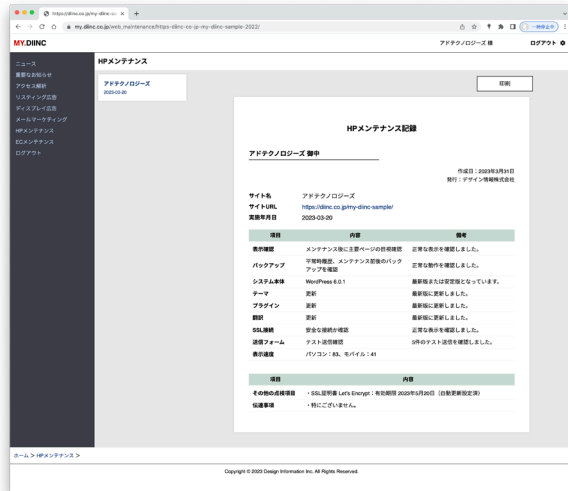 https://diinc-co-jp/my-diinc-sa
my.diinc.co.jp/web_maintenance/https-diinc-co-jp-my-diinc-sample-2022/
一時停止中
MY.DIINC
アドテクノロジーズ 様
ログアウト
ニュース
重要なお知らせ
アクセス解析
リスティング広告
ディスプレイ広告
メールマーケティング
HPメンテナンス
ECメンテナンス
ログアウト
HPメンテナンス
アドテクノロジーズ
2023-03-20
印刷
HPメンテナンス記録
アドテクノロジーズ 御中
作成日：2023年3月31日
発行：デザイン情報株式会社
サイト名 アドテクノロジーズ
サイトURL https://diinc.co.jp/my-diinc-sample/
実施年月日 2023-03-20
項目 内容 備考
表示確認 メンテナンス後に主要ページの目視確認 正常な表示を確認しました。
バックアップ 平常時履歴、メンテナンス前後のバックアップを確認 正常な動作を確認しました。
システム本体 WordPress 6.0.1 最新版または安定版となっています。
テーマ 更新 最新版に更新しました。
プラグイン 更新 最新版に更新しました。
翻訳 更新 最新版に更新しました。
SSL接続 安全な接続か確認 正常な表示を確認しました。
送信フォーム テスト送信確認 5件のテスト送信を確認しました。
表示速度 パソコン：83、モバイル：41
項目 内容
その他の点検項目 ・SSL証明書 Let's Encrypt：有効期限 2023年5月20日（自動更新設定済）
伝達事項 ・特にございません。
ホーム > HPメンテナンス >
Copyright © 2023 Design Information Inc. All Rights Reserved.